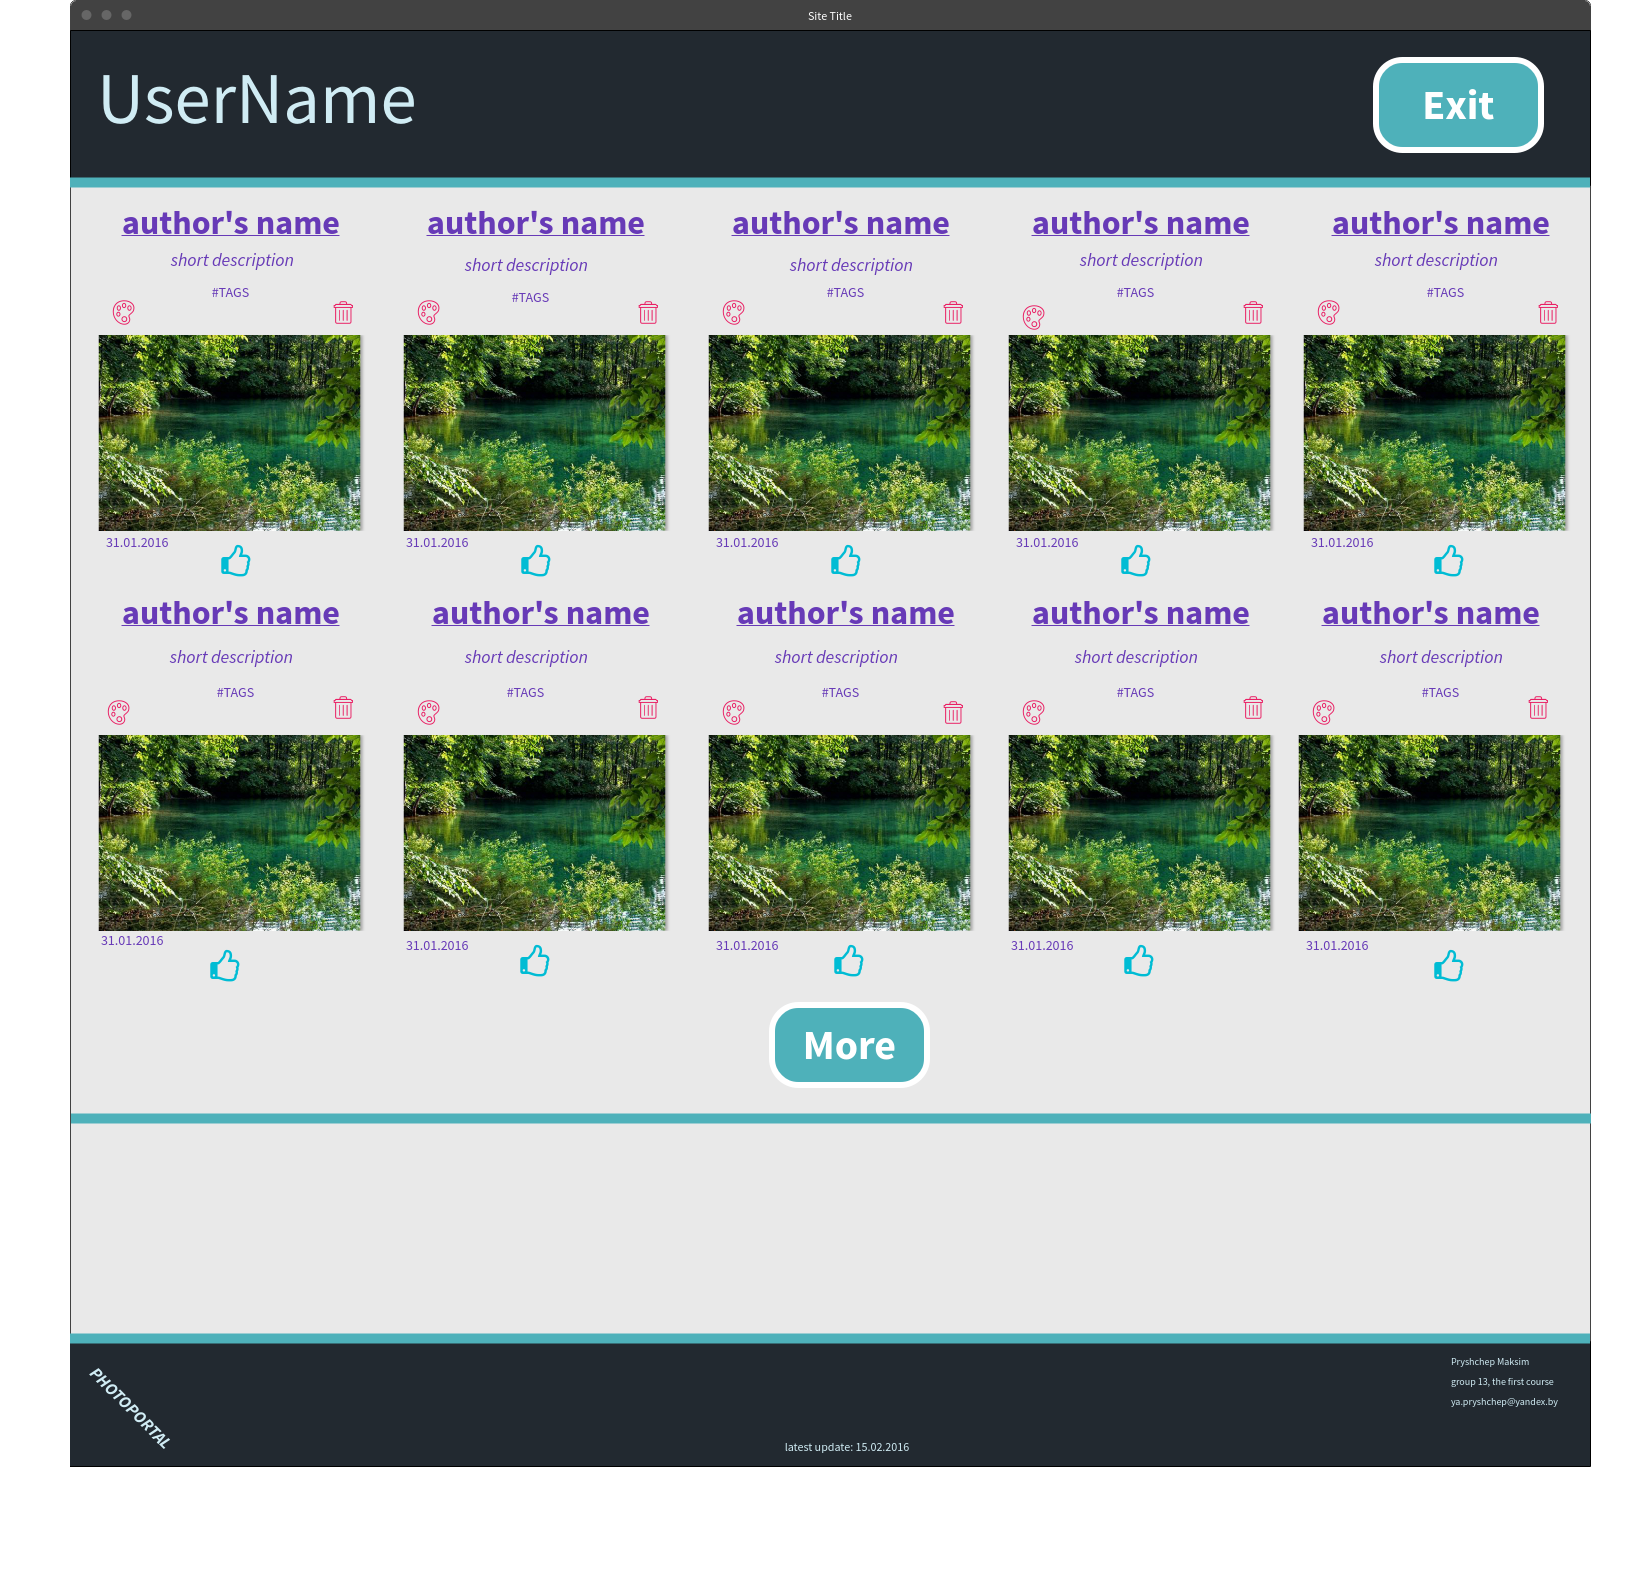 Site Title
UserName
Exit
author's name author's name author's name author's name author's name
short description short description short description short description short description
#TAGS #TAGS #TAGS #TAGS #TAGS
31.01.2016 31.01.2016 31.01.2016 31.01.2016 31.01.2016
author's name author's name author's name author's name author's name
short description short description short description short description short description
#TAGS #TAGS #TAGS #TAGS #TAGS
31.01.2016 31.01.2016 31.01.2016 31.01.2016 31.01.2016
More
PHOTOPORTAL
Pryshchep Maksim
group 13, the first course
ya.pryshchep@yandex.by
latest update: 15.02.2016